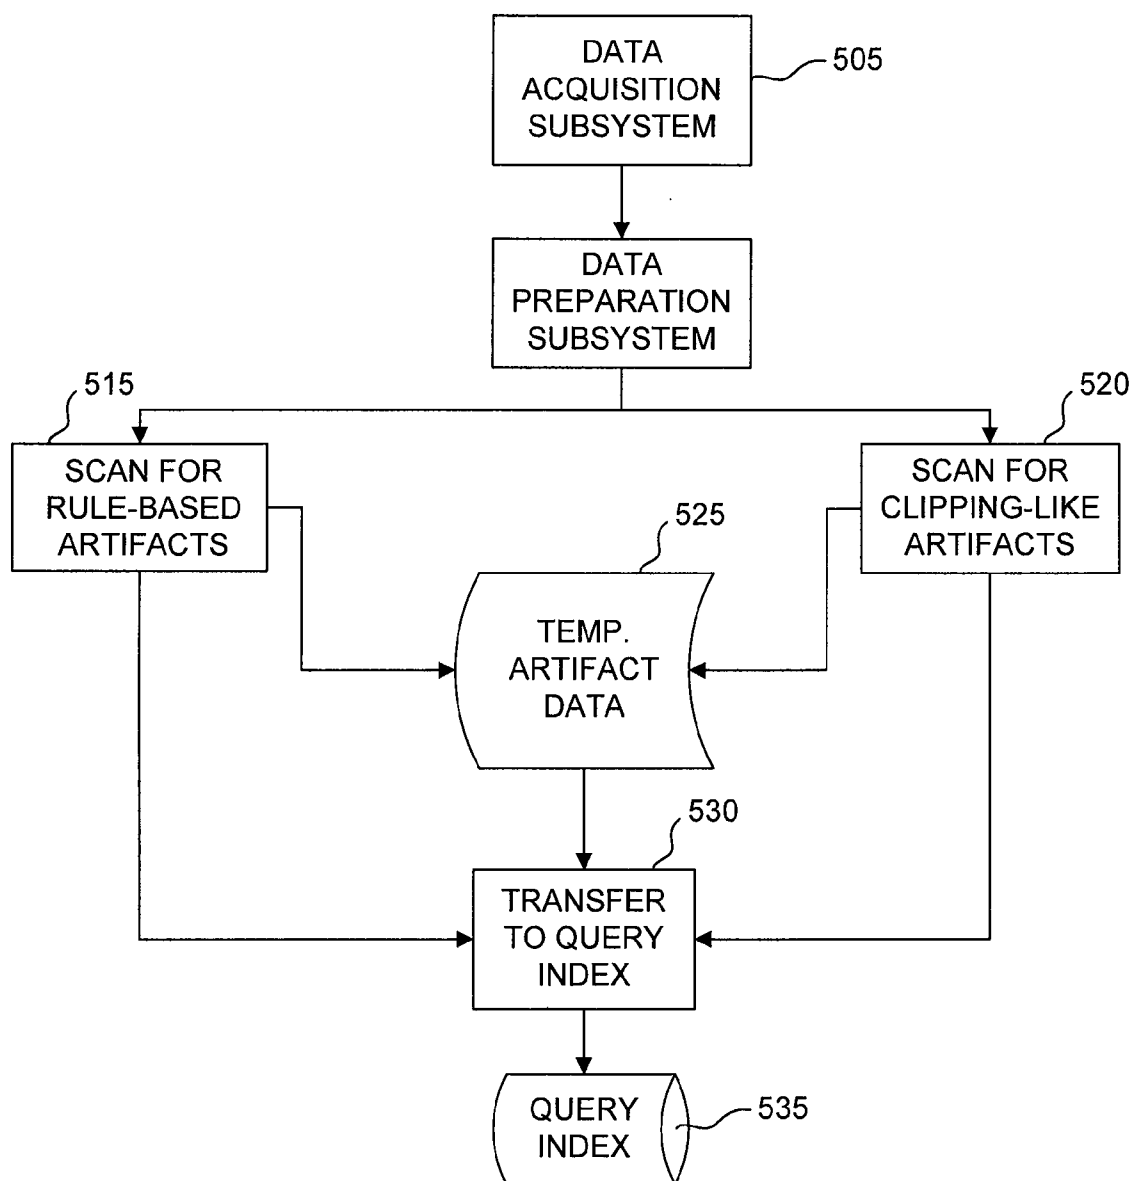 DATA
ACQUISITION
SUBSYSTEM
505
DATA
PREPARATION
SUBSYSTEM
515
520
SCAN FOR
RULE-BASED
ARTIFACTS
SCAN FOR
CLIPPING-LIKE
ARTIFACTS
525
TEMP.
ARTIFACT
DATA
530
TRANSFER
TO QUERY
INDEX
QUERY
INDEX
535